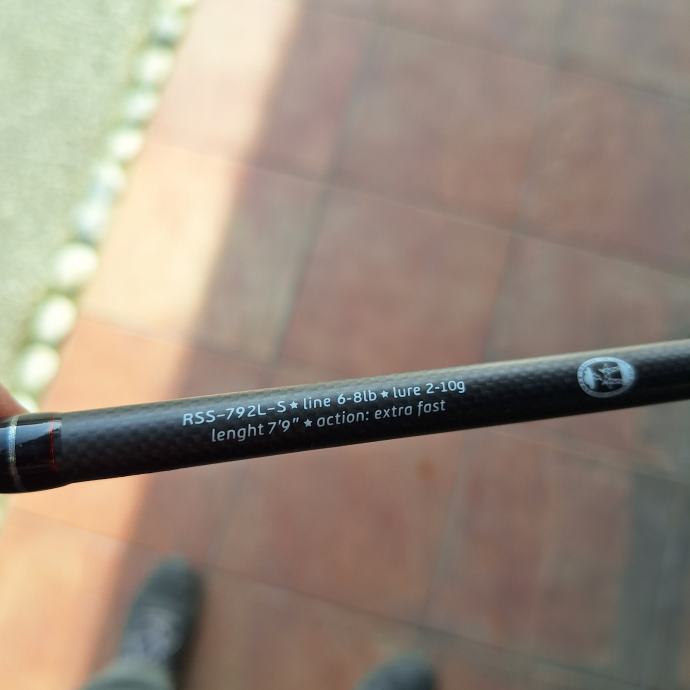 RSS-792L-S★line 6-8lb★lure 2-10g
lenght 7'9"★action: extra fast